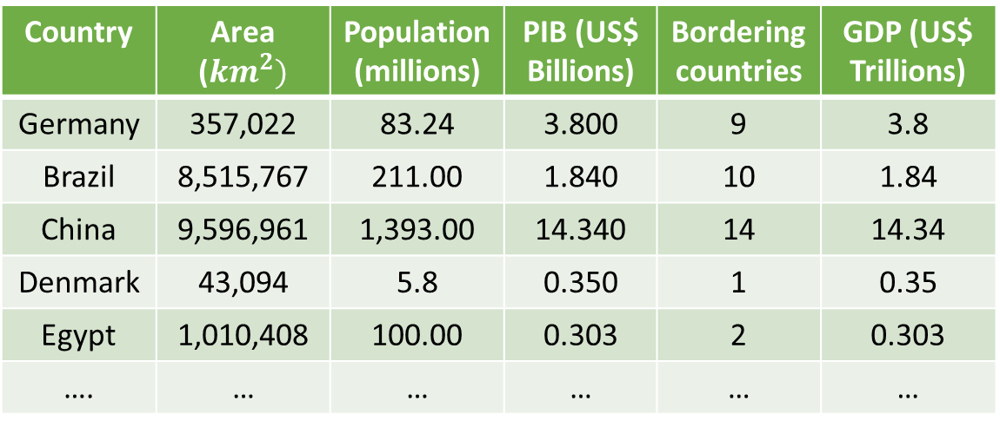 Country Area (km²) Population (millions) PIB (US$ Billions) Bordering countries GDP (US$ Trillions)
Germany 357,022 83.24 3.800 9 3.8
Brazil 8,515,767 211.00 1.840 10 1.84
China 9,596,961 1,393.00 14.340 14 14.34
Denmark 43,094 5.8 0.350 1 0.35
Egypt 1,010,408 100.00 0.303 2 0.303
.... ... ... ... ... ...